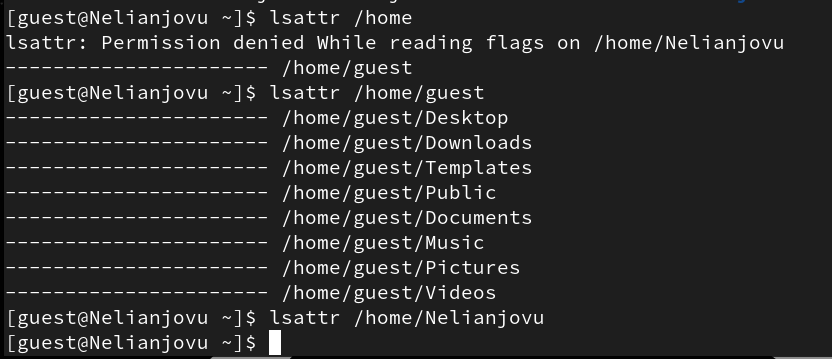 [guest@Nelianjovu ~]$ lsattr /home
lsattr: Permission denied While reading flags on /home/Nelianjovu
---------------------- /home/guest
[guest@Nelianjovu ~]$ lsattr /home/guest
---------------------- /home/guest/Desktop
---------------------- /home/guest/Downloads
---------------------- /home/guest/Templates
---------------------- /home/guest/Public
---------------------- /home/guest/Documents
---------------------- /home/guest/Music
---------------------- /home/guest/Pictures
---------------------- /home/guest/Videos
[guest@Nelianjovu ~]$ lsattr /home/Nelianjovu
[guest@Nelianjovu ~]$